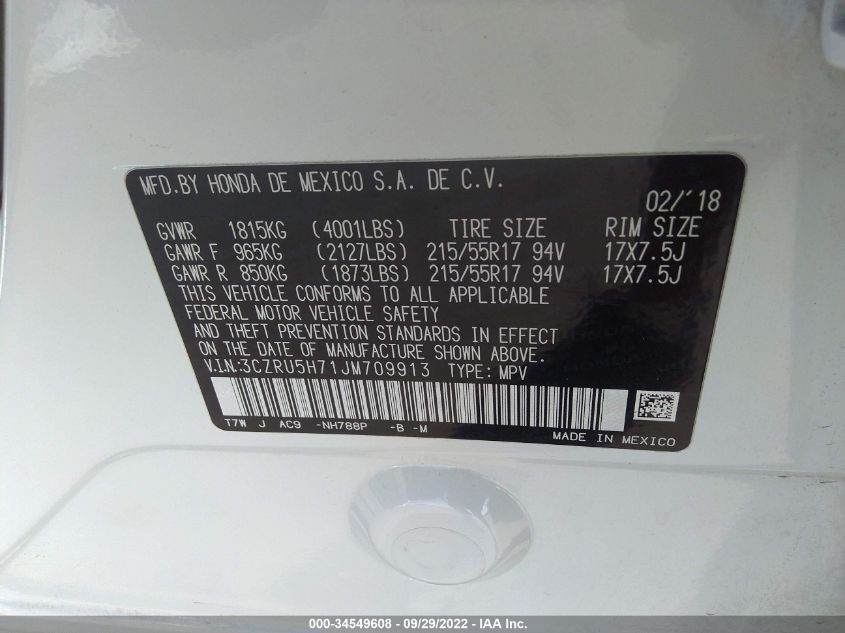 MFD.BY HONDA DE MEXICO S.A. DE C.V.
02/'18
GVWR 1815KG (4001LBS) TIRE SIZE RIM SIZE
GAWR F 965KG (2127LBS) 215/55R17 94V 17X7.5J
GAWR R 850KG (1873LBS) 215/55R17 94V 17X7.5J
THIS VEHICLE CONFORMS TO ALL APPLICABLE
FEDERAL MOTOR VEHICLE SAFETY
AND THEFT PREVENTION STANDARDS IN EFFECT
ON THE DATE OF MANUFACTURE SHOWN ABOVE.
V.I.N:3CZRU5H71JM709913 TYPE: MPV
T7W J AC9 -NH788P -B -M
MADE IN MEXICO
000-34549608 - 09/29/2022 - IAA Inc.